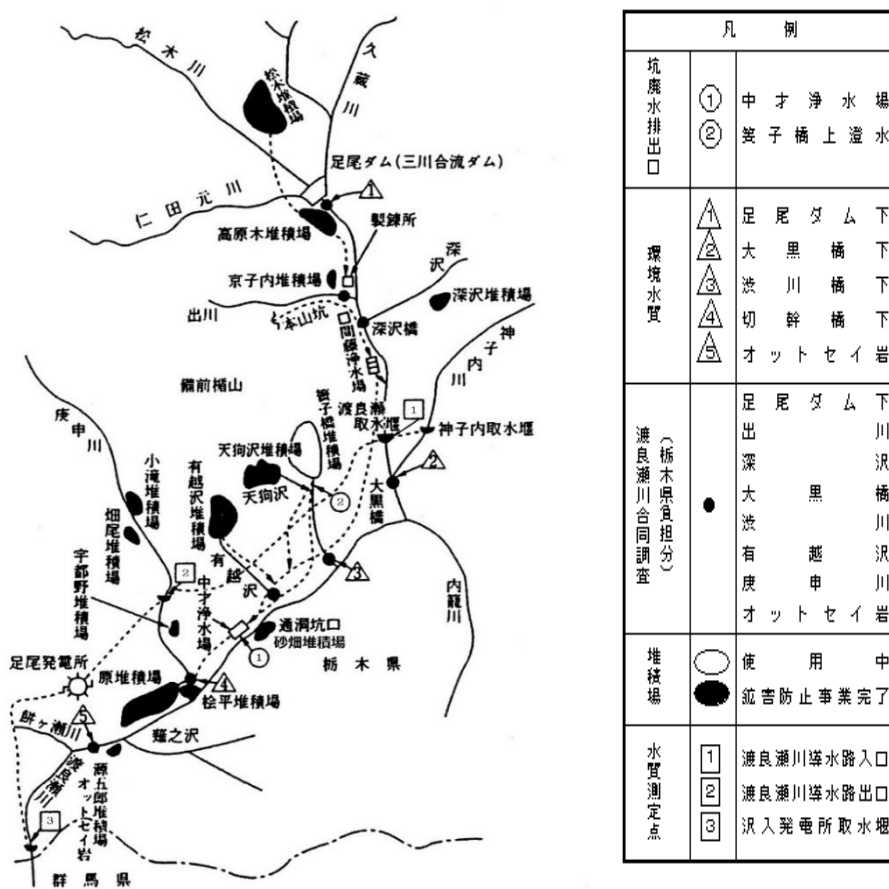 松木川
久蔵川
松木堆積場
足尾ダム(三川合流ダム)
1
仁田元川
高原木堆積場
製錬所
深沢
京子内堆積場
深沢堆積場
出川
本山坑
間藤浄水場
深沢橋
神子内川
備前楯山
簀子橋堆積場
渡良瀬取水堰
1
神子内取水堰
庚申川
小滝堆積場
有越沢堆積場
天狗沢堆積場
天狗沢
2
大黒橋
2
畑尾堆積場
宇都野堆積場
2
有越沢
3
中才浄水場
内籠川
通洞坑口
砂畑堆積場
1
栃木県
足尾発電所
原堆積場
4
桧平堆積場
5
餅ヶ瀬川
渡良瀬川
源五郎堆積場
オットセイ岩
3
群馬県
凡例
坑廃水排出口
① 中才浄水場
② 簀子橋上澄水
環境水質
1 足尾ダム下
2 大黒橋下
3 渋川橋下
4 切幹橋下
5 オットセイ岩
渡良瀬川合同調査
(栃木県負担分)
足尾ダム下
出川
深沢
大黒橋
渋川
有越沢
庚申川
オットセイ岩
堆積場
使用中
鉱害防止事業完了
水質測定点
1 渡良瀬川導水路入口
2 渡良瀬川導水路出口
3 沢入発電所取水堰